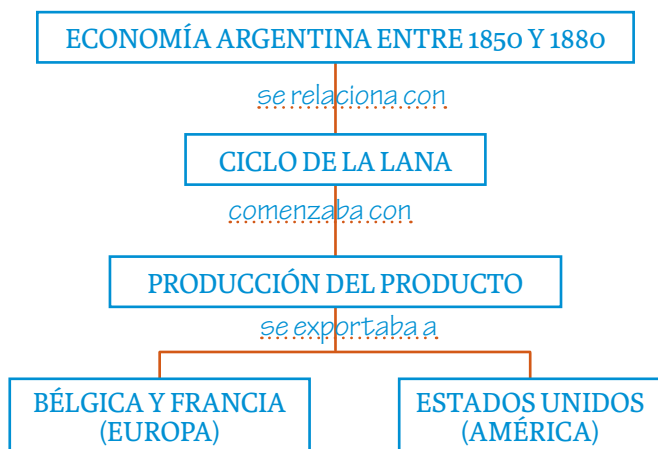 ECONOMÍA ARGENTINA ENTRE 1850 Y 1880
se relaciona con
CICLO DE LA LANA
comenzaba con
PRODUCCIÓN DEL PRODUCTO
se exportaba a
BÉLGICA Y FRANCIA
(EUROPA)
ESTADOS UNIDOS
(AMÉRICA)